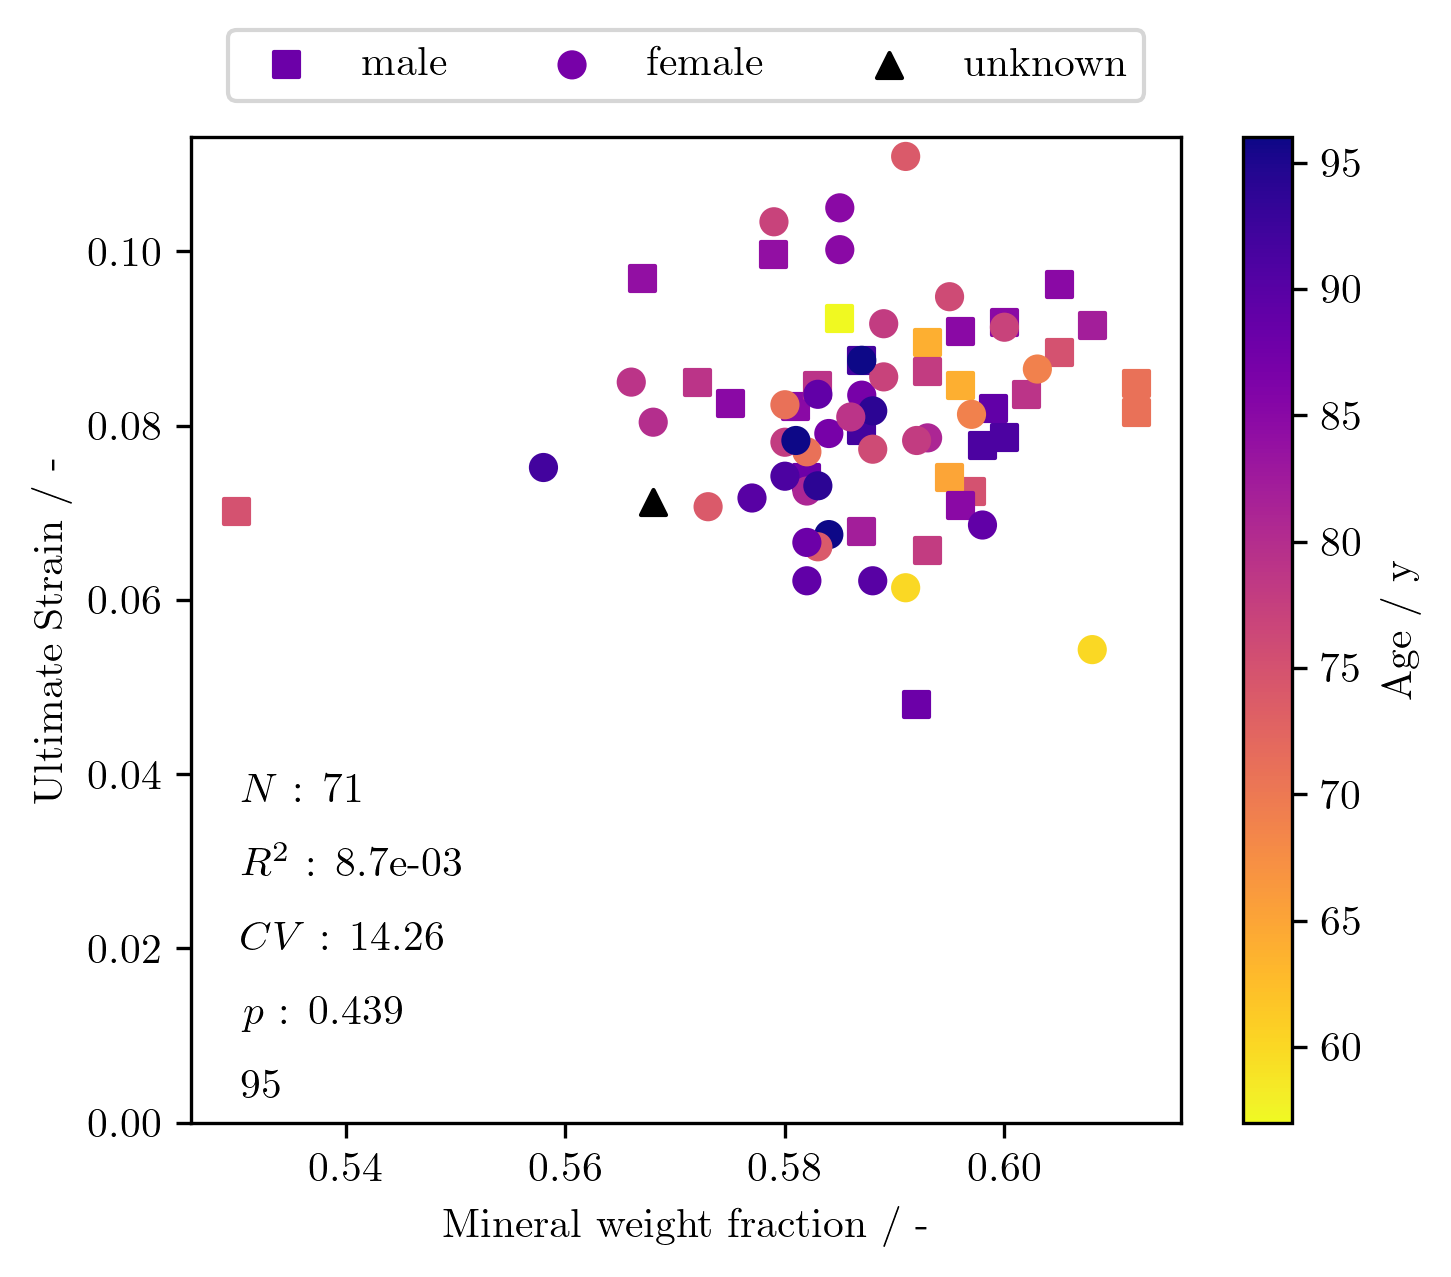 male female unknown
0.10
0.08
0.06
0.04
0.02
0.00
Ultimate Strain / -
N : 71
R² : 8.7e-03
CV : 14.26
p : 0.439
95
0.54 0.56 0.58 0.60
Mineral weight fraction / -
95
90
85
80
75
70
65
60
Age / y